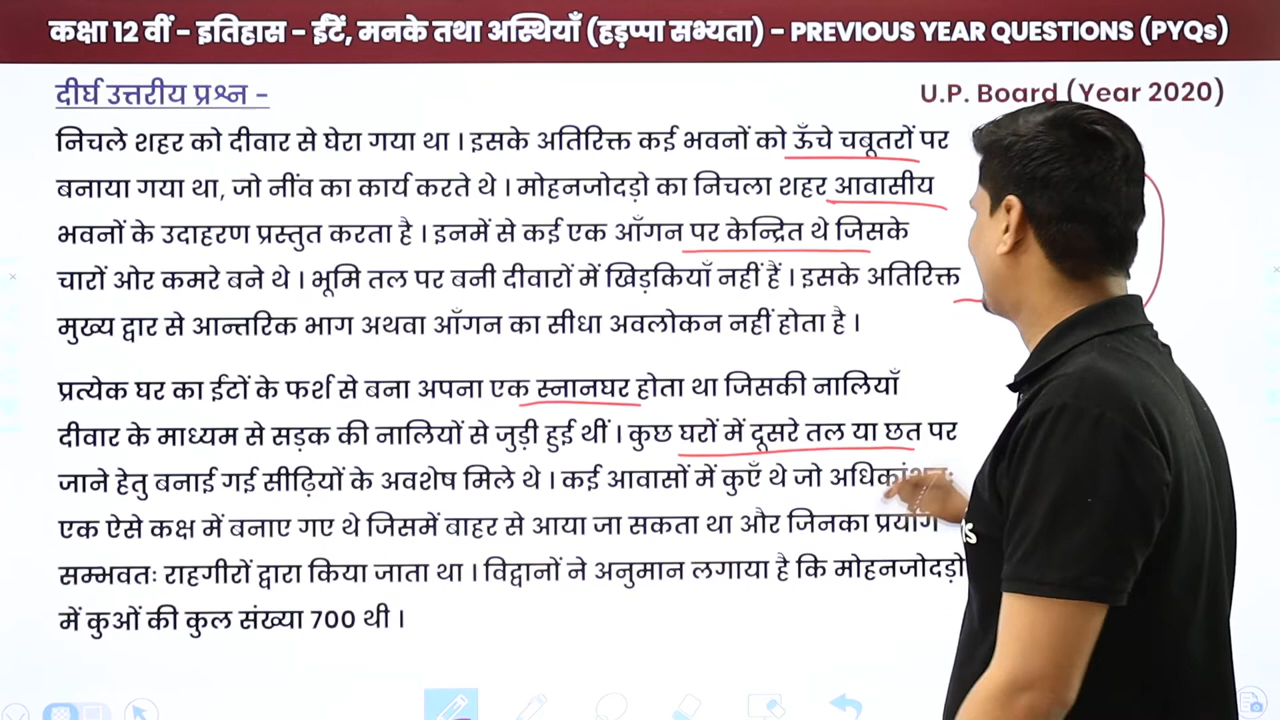 कक्षा 12 वीं - इतिहास - ईंटें, मनके तथा अस्थियाँ (हड़प्पा सभ्यता) - PREVIOUS YEAR QUESTIONS (PYQs)
दीर्घ उत्तरीय प्रश्न -
U.P. Board (Year 2020)
निचले शहर को दीवार से घेरा गया था । इसके अतिरिक्त कई भवनों को ऊँचे चबूतरों पर
बनाया गया था, जो नींव का कार्य करते थे । मोहनजोदड़ो का निचला शहर आवासीय
भवनों के उदाहरण प्रस्तुत करता है । इनमें से कई एक आँगन पर केन्द्रित थे जिसके
चारों ओर कमरे बने थे । भूमि तल पर बनी दीवारों में खिड़कियाँ नहीं हैं । इसके अतिरिक्त
मुख्य द्वार से आन्तरिक भाग अथवा आँगन का सीधा अवलोकन नहीं होता है ।
प्रत्येक घर का ईटों के फर्श से बना अपना एक स्नानघर होता था जिसकी नालियाँ
दीवार के माध्यम से सड़क की नालियों से जुड़ी हुई थीं । कुछ घरों में दूसरे तल या छत पर
जाने हेतु बनाई गई सीढ़ियों के अवशेष मिले थे । कई आवासों में कुएँ थे जो
एक ऐसे कक्ष में बनाए गए थे जिसमें बाहर से आया जा सकता था और जिनका प्रयोग
सम्भवतः राहगीरों द्वारा किया जाता था । विद्वानों ने अनुमान लगाया है कि मोहनजोदड़ो
में कुओं की कुल संख्या 700 थी ।